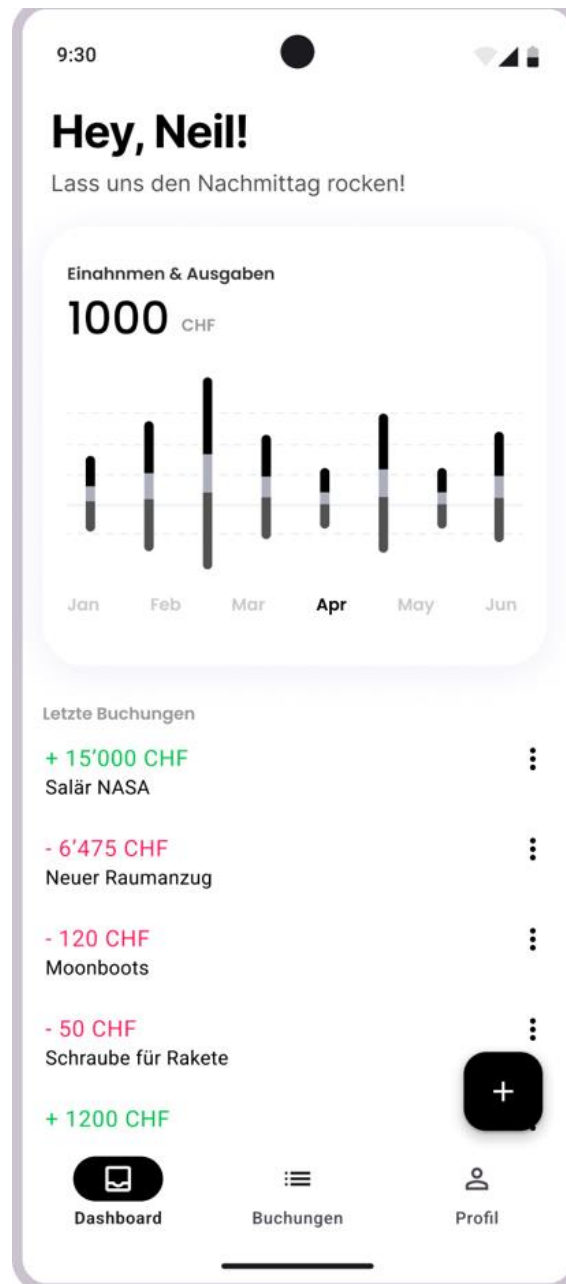 9:30
Hey, Neil!
Lass uns den Nachmittag rocken!
Einahnmen & Ausgaben
1000 CHF
Jan Feb Mar Apr May Jun
Letzte Buchungen
+ 15’000 CHF
Salär NASA
- 6’475 CHF
Neuer Raumanzug
- 120 CHF
Moonboots
- 50 CHF
Schraube für Rakete
+ 1200 CHF
Dashboard Buchungen Profil